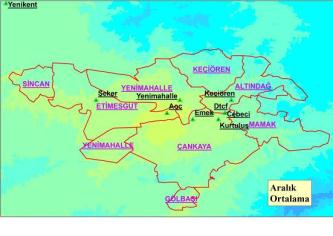 Yenikent
KEÇİÖREN
SİNCAN
YENİMAHALLE
ALTINDAĞ
Şeker
Yenimahalle
Keçiören
ETİMESGUT
Agç
Dtcf
Emek
Cebeci
Kurtuluş
MAMAK
YENİMAHALLE
ÇANKAYA
GÖLBAŞI
Aralık
Ortalama